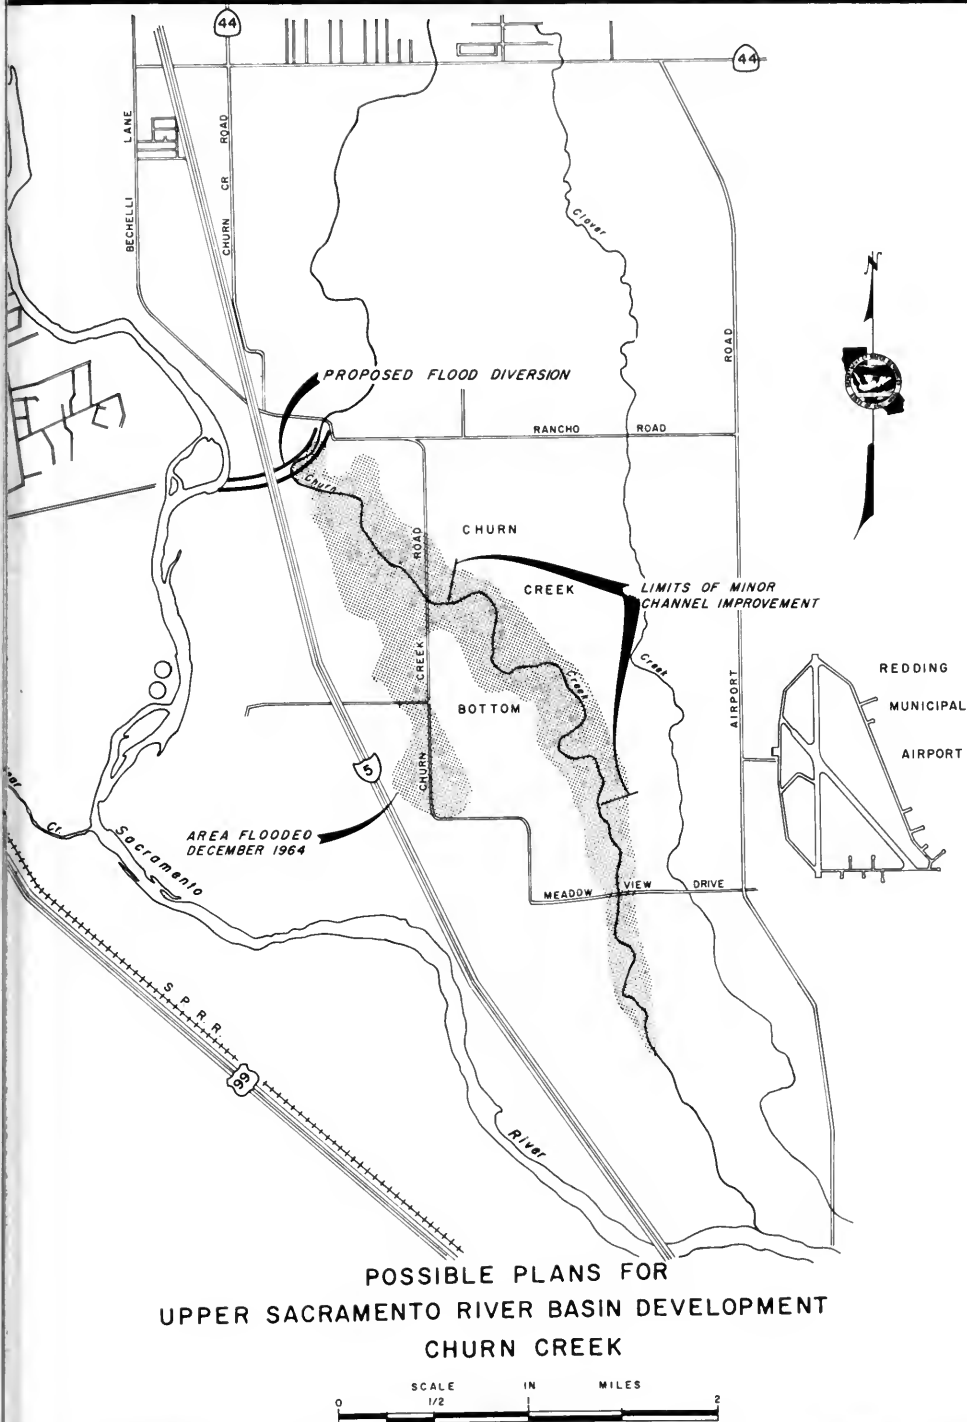 44
44
BECHELLI LANE
CHURN CR ROAD
Clover
N
PROPOSED FLOOD DIVERSION
RANCHO ROAD
ROAD
Churn
CHURN
ROAD
CREEK
LIMITS OF MINOR
CHANNEL IMPROVEMENT
Creek
Creek
CREEK
BOTTOM
AIRPORT
REDDING
MUNICIPAL
AIRPORT
CHURN
5
AREA FLOODED
DECEMBER 1964
Cr.
Sacramento
MEADOW VIEW DRIVE
S. P. R. R.
99
River
POSSIBLE PLANS FOR
UPPER SACRAMENTO RIVER BASIN DEVELOPMENT
CHURN CREEK
SCALE IN MILES
0 1/2 1 2